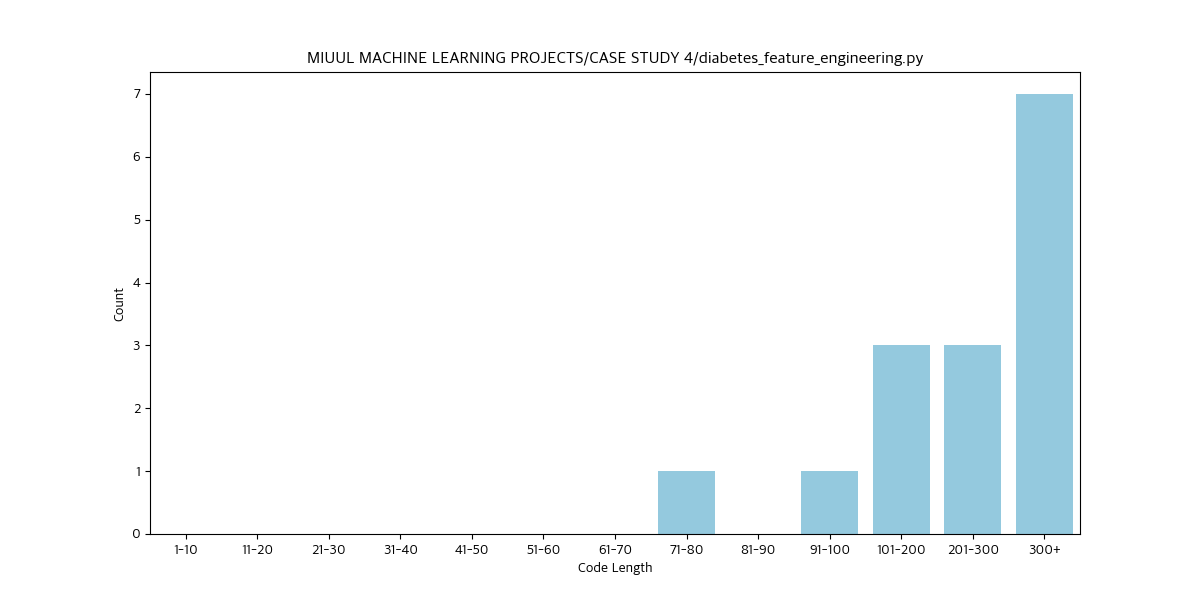 MIUUL MACHINE LEARNING PROJECTS/CASE STUDY 4/diabetes_feature_engineering.py
7
6
5
4
3
2
1
0
Count
1-10 11-20 21-30 31-40 41-50 51-60 61-70 71-80 81-90 91-100 101-200 201-300 300+
Code Length